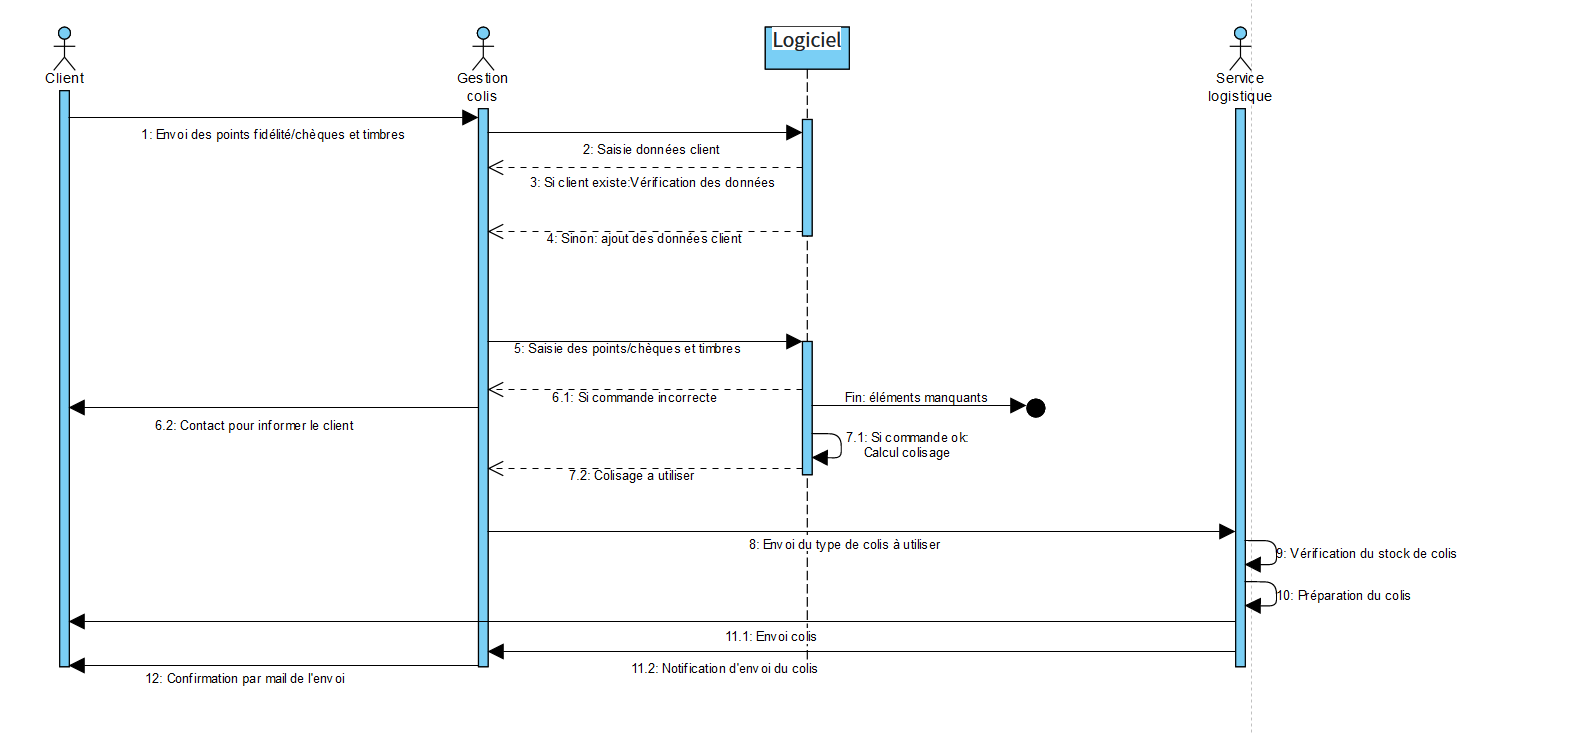 Client
Gestion
colis
Logiciel
Service
logistique
1: Envoi des points fidélité/chèques et timbres
2: Saisie données client
3: Si client existe:Vérification des données
4: Sinon: ajout des données client
5: Saisie des points/chèques et timbres
6.1: Si commande incorrecte
Fin: éléments manquants
6.2: Contact pour informer le client
7.1: Si commande ok:
Calcul colisage
7.2: Colisage a utiliser
8: Envoi du type de colis à utiliser
9: Vérification du stock de colis
10: Préparation du colis
11.1: Envoi colis
11.2: Notification d'envoi du colis
12: Confirmation par mail de l'envoi